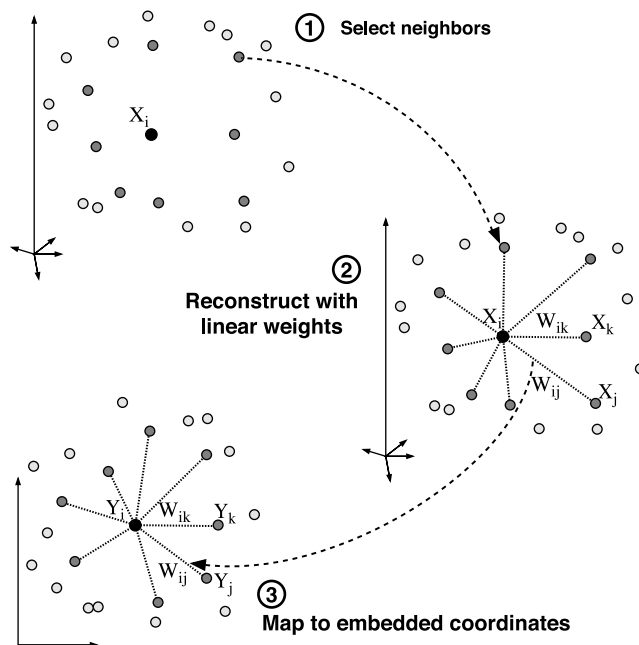 1 Select neighbors
X_i
2
Reconstruct with
linear weights
X_i
W_ik
X_k
W_ij
X_j
Y_i
W_ik
Y_k
W_ij
Y_j
3
Map to embedded coordinates